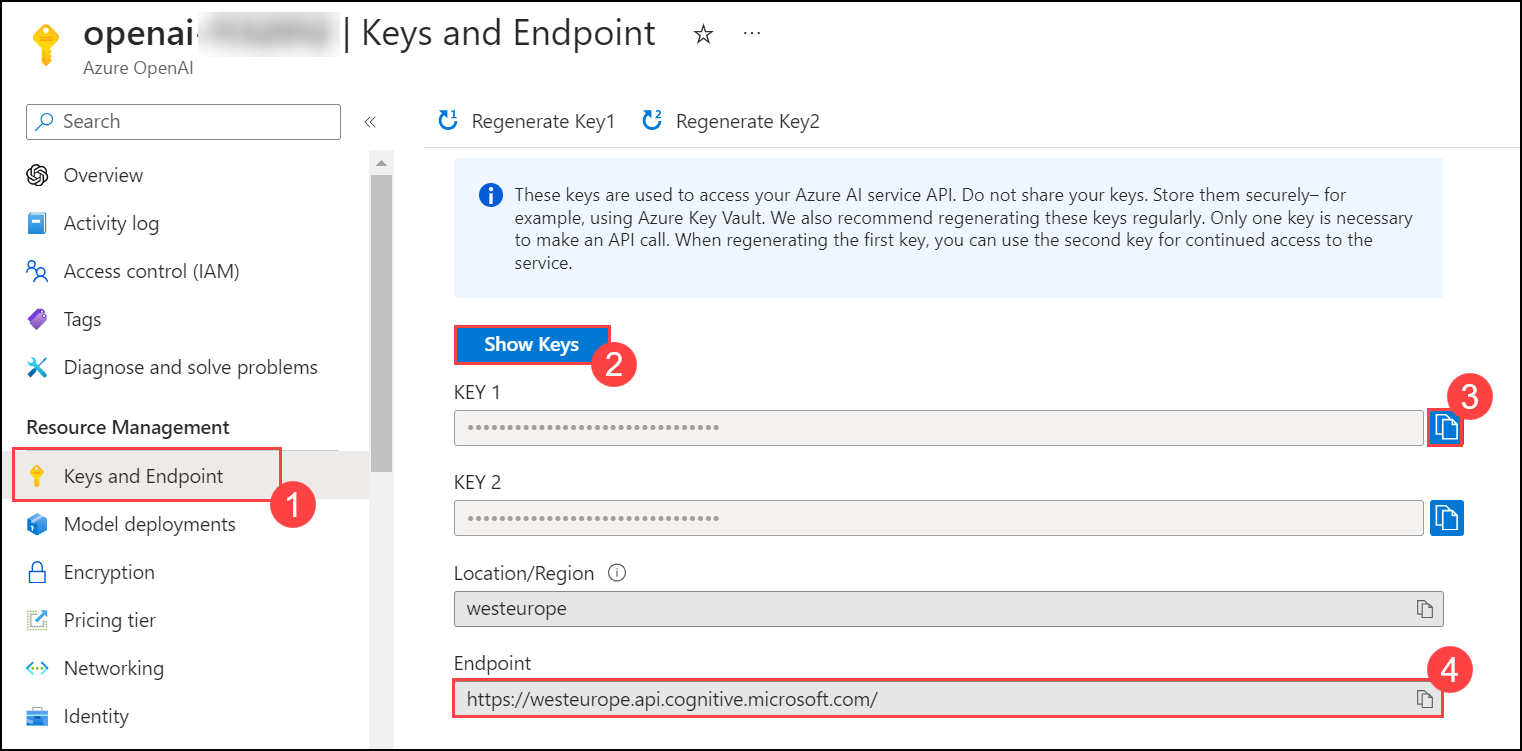 openai- | Keys and Endpoint
Azure OpenAI
Search
Overview
Activity log
Access control (IAM)
Tags
Diagnose and solve problems
Resource Management
Keys and Endpoint
1
Model deployments
Encryption
Pricing tier
Networking
Identity
1 Regenerate Key1
2 Regenerate Key2
These keys are used to access your Azure AI service API. Do not share your keys. Store them securely– for
example, using Azure Key Vault. We also recommend regenerating these keys regularly. Only one key is necessary
to make an API call. When regenerating the first key, you can use the second key for continued access to the
service.
Show Keys
2
KEY 1
••••••••••••••••••••••••••••••••
3
KEY 2
••••••••••••••••••••••••••••••••
Location/Region
westeurope
Endpoint
4
https://westeurope.api.cognitive.microsoft.com/